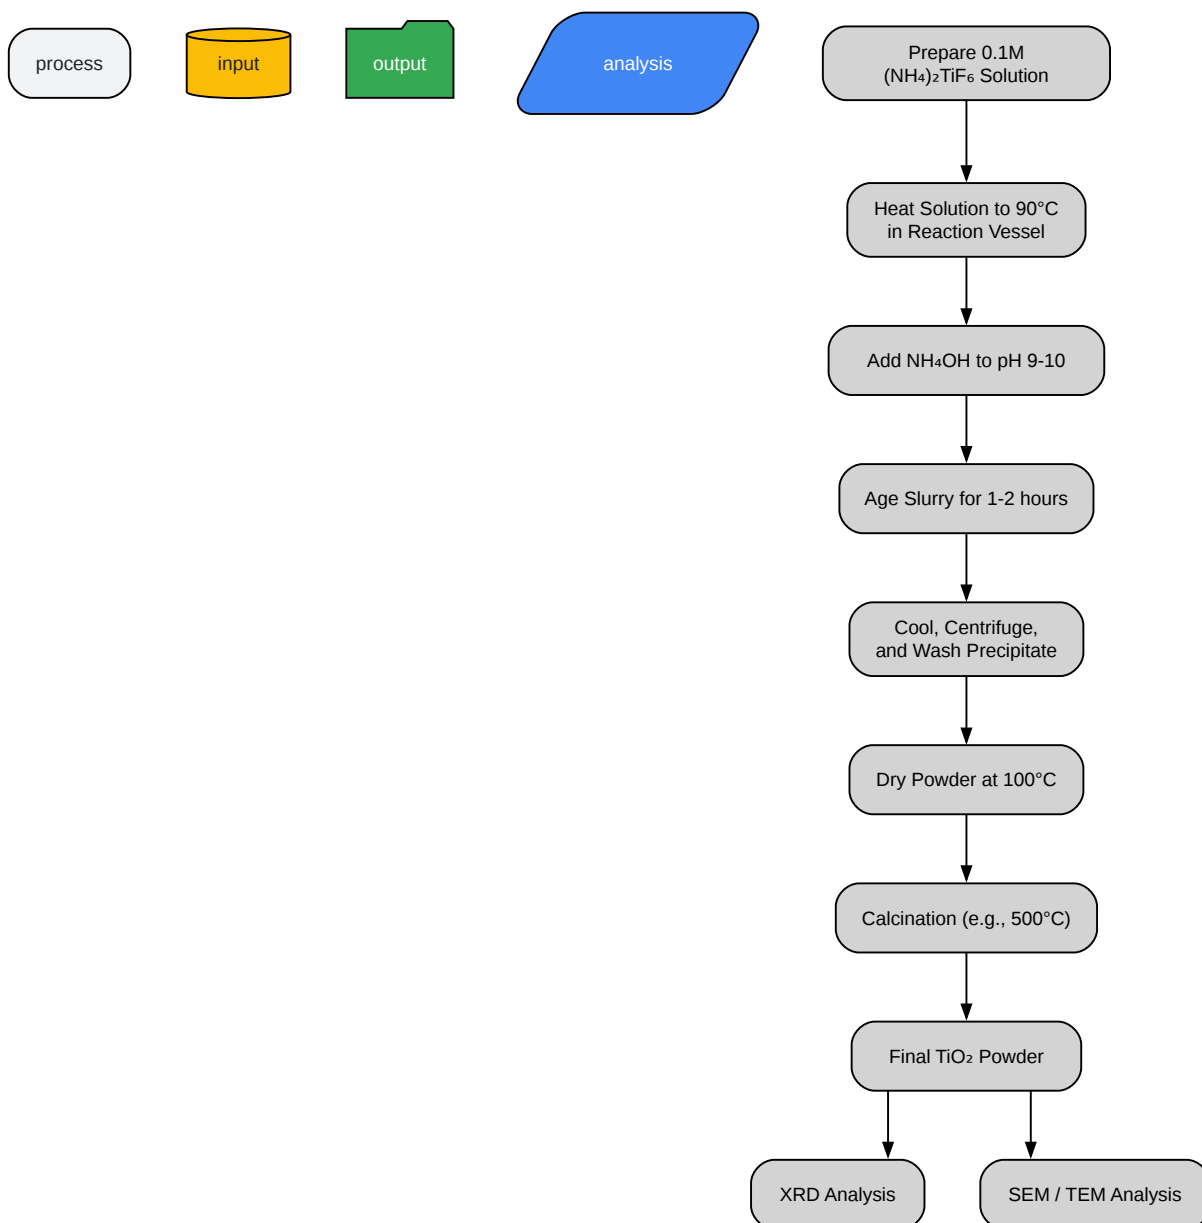 process
input
output
analysis
Prepare 0.1M
(NH₄)₂TiF₆ Solution
Heat Solution to 90°C
in Reaction Vessel
Add NH₄OH to pH 9-10
Age Slurry for 1-2 hours
Cool, Centrifuge,
and Wash Precipitate
Dry Powder at 100°C
Calcination (e.g., 500°C)
Final TiO₂ Powder
XRD Analysis
SEM / TEM Analysis